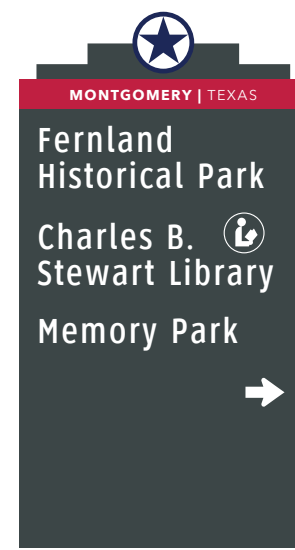 MONTGOMERY | TEXAS
Fernland
Historical Park
Charles B.
Stewart Library
Memory Park